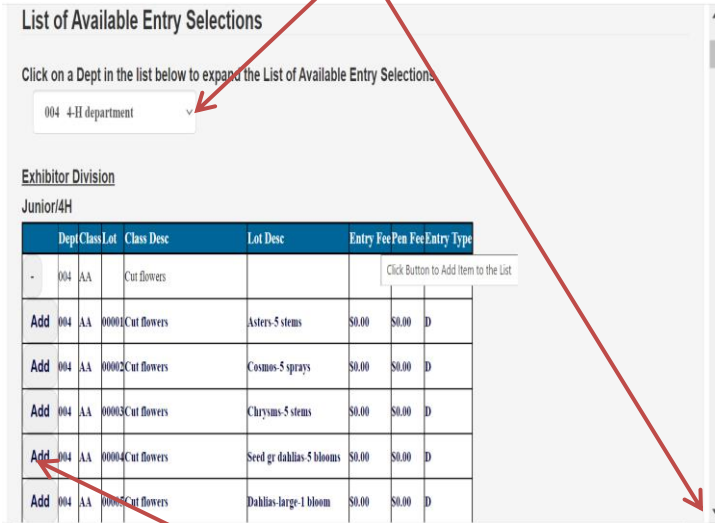 List of Available Entry Selections
Click on a Dept in the list below to expand the List of Available Entry Selections
004 4-H department
Exhibitor Division
Junior/4H
Dept Class Lot Class Desc Lot Desc Entry Fee Pen Fee Entry Type
- 004 AA Cut flowers
Click Button to Add Item to the List
Add 004 AA 00001 Cut flowers Asters-5 stems $0.00 $0.00 D
Add 004 AA 00002 Cut flowers Cosmos-5 sprays $0.00 $0.00 D
Add 004 AA 00003 Cut flowers Chrysms-5 stems $0.00 $0.00 D
Add 004 AA 00004 Cut flowers Seed gr dahlias-5 blooms $0.00 $0.00 D
Add 004 AA 00005 Cut flowers Dahlias-large-1 bloom $0.00 $0.00 D